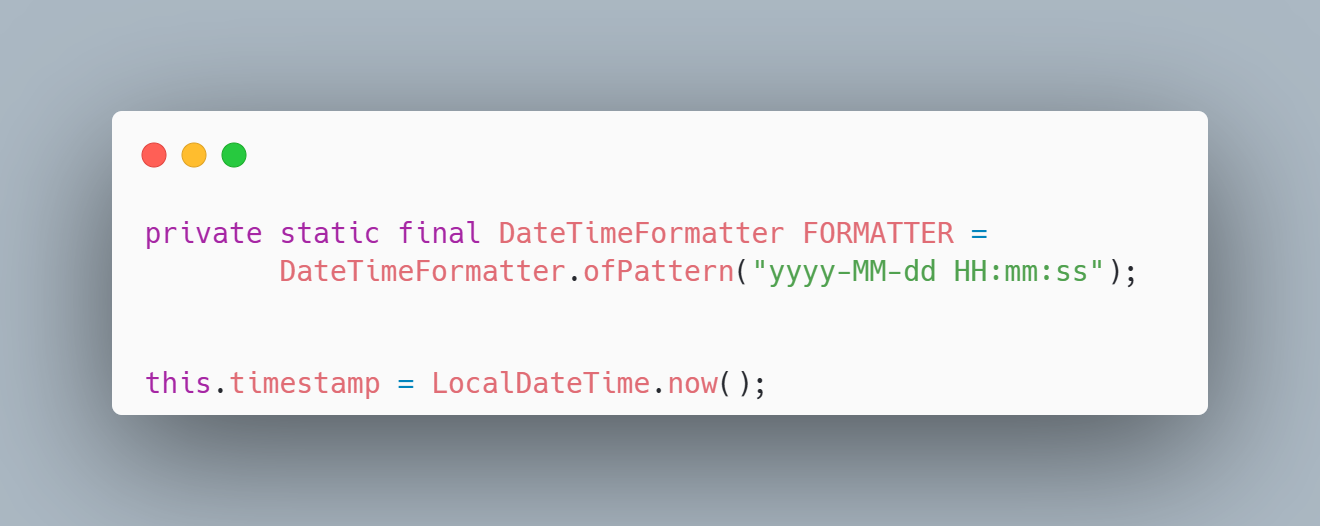 private static final DateTimeFormatter FORMATTER =
        DateTimeFormatter.ofPattern("yyyy-MM-dd HH:mm:ss");
this.timestamp = LocalDateTime.now();